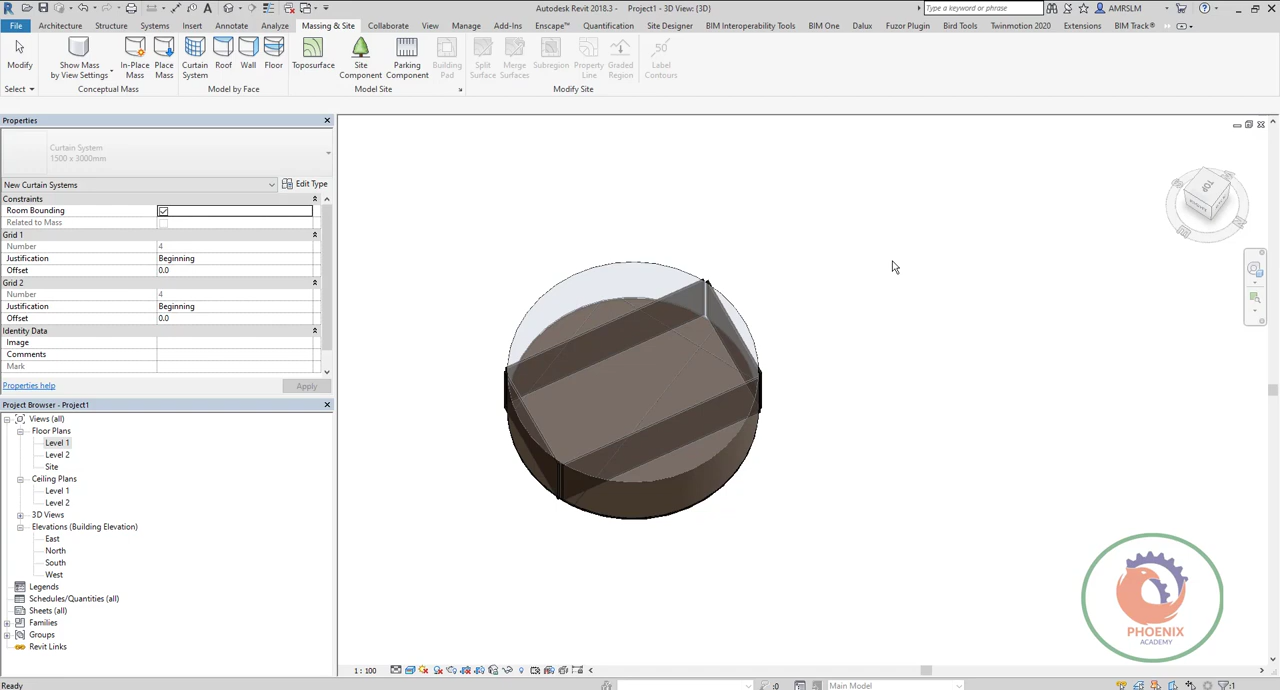 Autodesk Revit 2018.3 - Project1 - 3D View: {3D}
Type a keyword or phrase
AMRSLM
File Architecture Structure Systems Insert Annotate Analyze Massing & Site Collaborate View Manage Add-Ins Enscape™ Quantification Site Designer BIM Interoperability Tools BIM One Dalux Fuzor Plugin Bird Tools Twinmotion 2020 Extensions BIM Track®
Modify
Show Mass by View Settings
In-Place Mass
Place Mass
Curtain System
Roof
Wall
Floor
Toposurface
Site Component
Parking Component
Building Pad
Split Surface
Merge Surfaces
Subregion
Property Line
Graded Region
Label Contours
50
Select Conceptual Mass Model by Face Model Site Modify Site
Properties
Curtain System
1500 x 3000mm
New Curtain Systems Edit Type
Constraints
Room Bounding
Related to Mass
Grid 1
Number 4
Justification Beginning
Offset 0.0
Grid 2
Number 4
Justification Beginning
Offset 0.0
Identity Data
Image
Comments
Mark
Properties help Apply
Project Browser - Project1
Views (all)
Floor Plans
Level 1
Level 2
Site
Ceiling Plans
Level 1
Level 2
3D Views
Elevations (Building Elevation)
East
North
South
West
Legends
Schedules/Quantities (all)
Sheets (all)
Families
Groups
Revit Links
TOP
PHOENIX
ACADEMY
1 : 100
Ready
:0
Main Model
:1